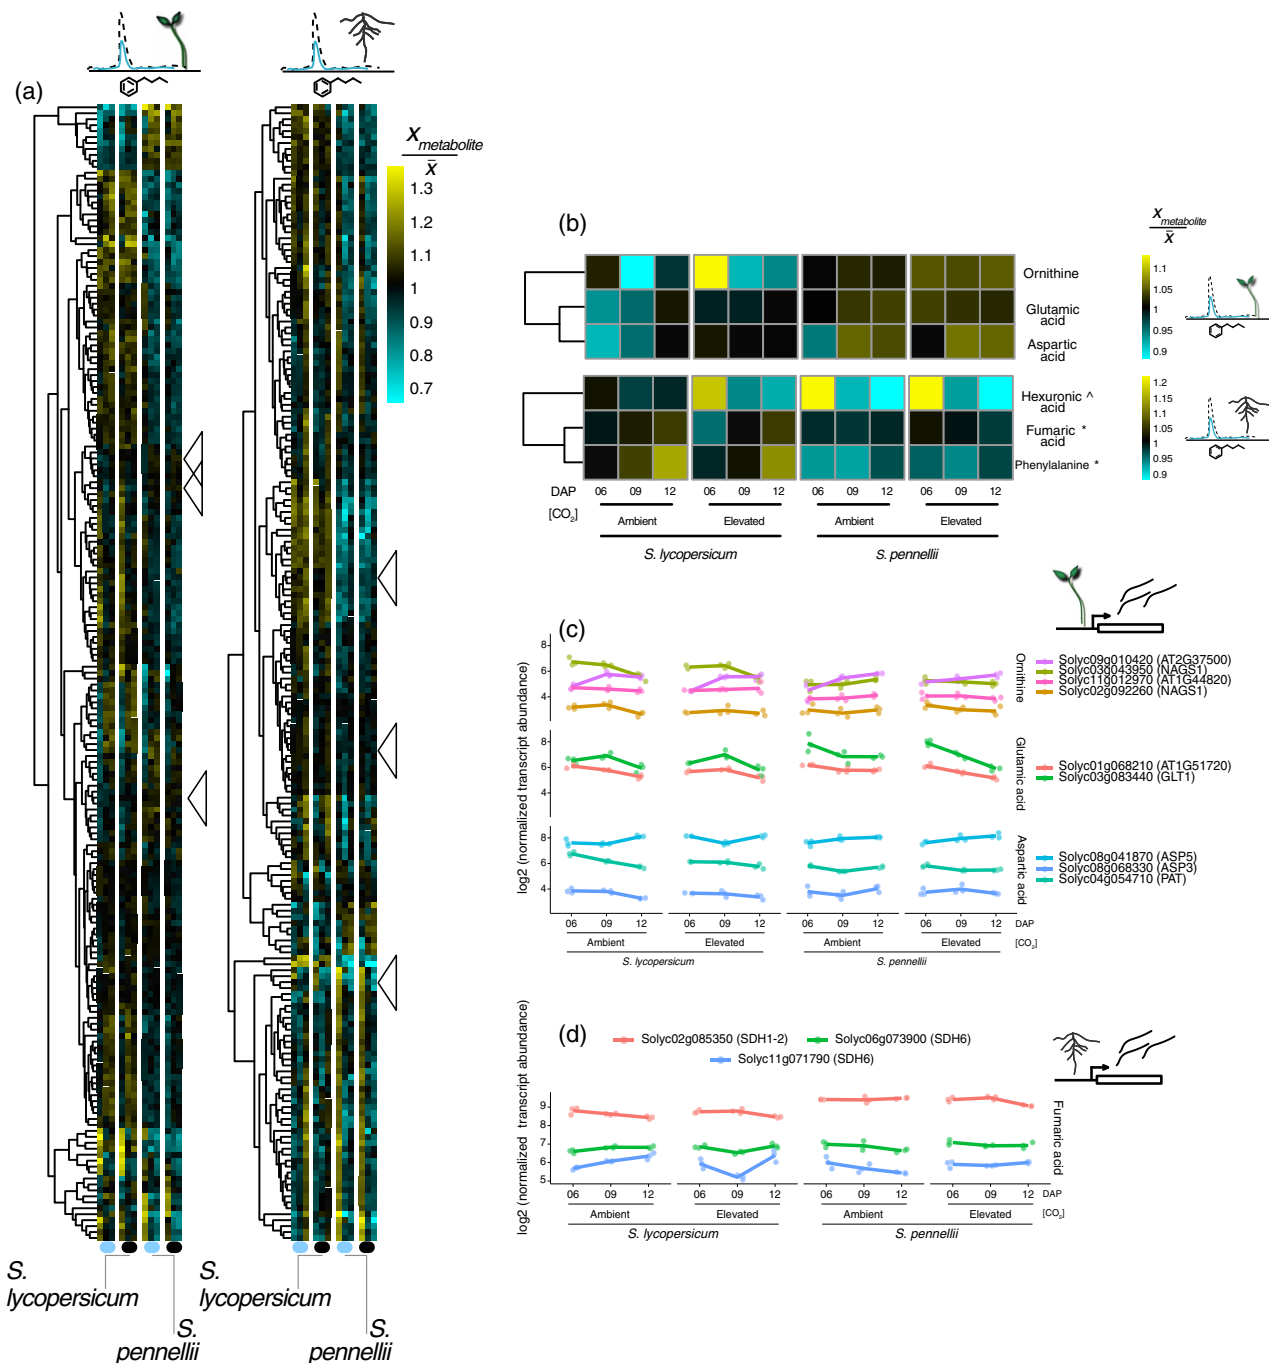 (a)
x metabolite
x̄
1.3
1.2
1.1
1
0.9
0.8
0.7
S.
lycopersicum
S.
pennellii
S.
lycopersicum
S.
pennellii
(b)
Ornithine
Glutamic
acid
Aspartic
acid
Hexuronic ^
acid
Fumaric *
acid
Phenylalanine *
DAP 06 09 12 06 09 12 06 09 12 06 09 12
[CO2]
Ambient Elevated Ambient Elevated
S. lycopersicum S. pennellii
x metabolite
x̄
1.1
1.05
1
0.95
0.9
1.2
1.15
1.1
1.05
1
0.95
0.9
(c)
log2 (normalized transcript abundance)
8
6
4
8
6
4
8
6
4
Ornithine
Solyc09g010420 (AT2G37500)
Solyc03g043950 (NAGS1)
Solyc11g012970 (AT1G44820)
Solyc02g092260 (NAGS1)
Glutamic acid
Solyc01g068210 (AT1G51720)
Solyc03g083440 (GLT1)
Aspartic acid
Solyc08g041870 (ASP5)
Solyc08g068330 (ASP3)
Solyc04g054710 (PAT)
06 09 12 06 09 12 06 09 12 06 09 12 DAP
Ambient Elevated Ambient Elevated [CO2]
S. lycopersicum S. pennellii
(d)
Solyc02g085350 (SDH1-2) Solyc06g073900 (SDH6)
Solyc11g071790 (SDH6)
log2 (normalized transcript abundance)
9
8
7
6
5
Fumaric acid
06 09 12 06 09 12 06 09 12 06 09 12 DAP
Ambient Elevated Ambient Elevated [CO2]
S. lycopersicum S. pennellii